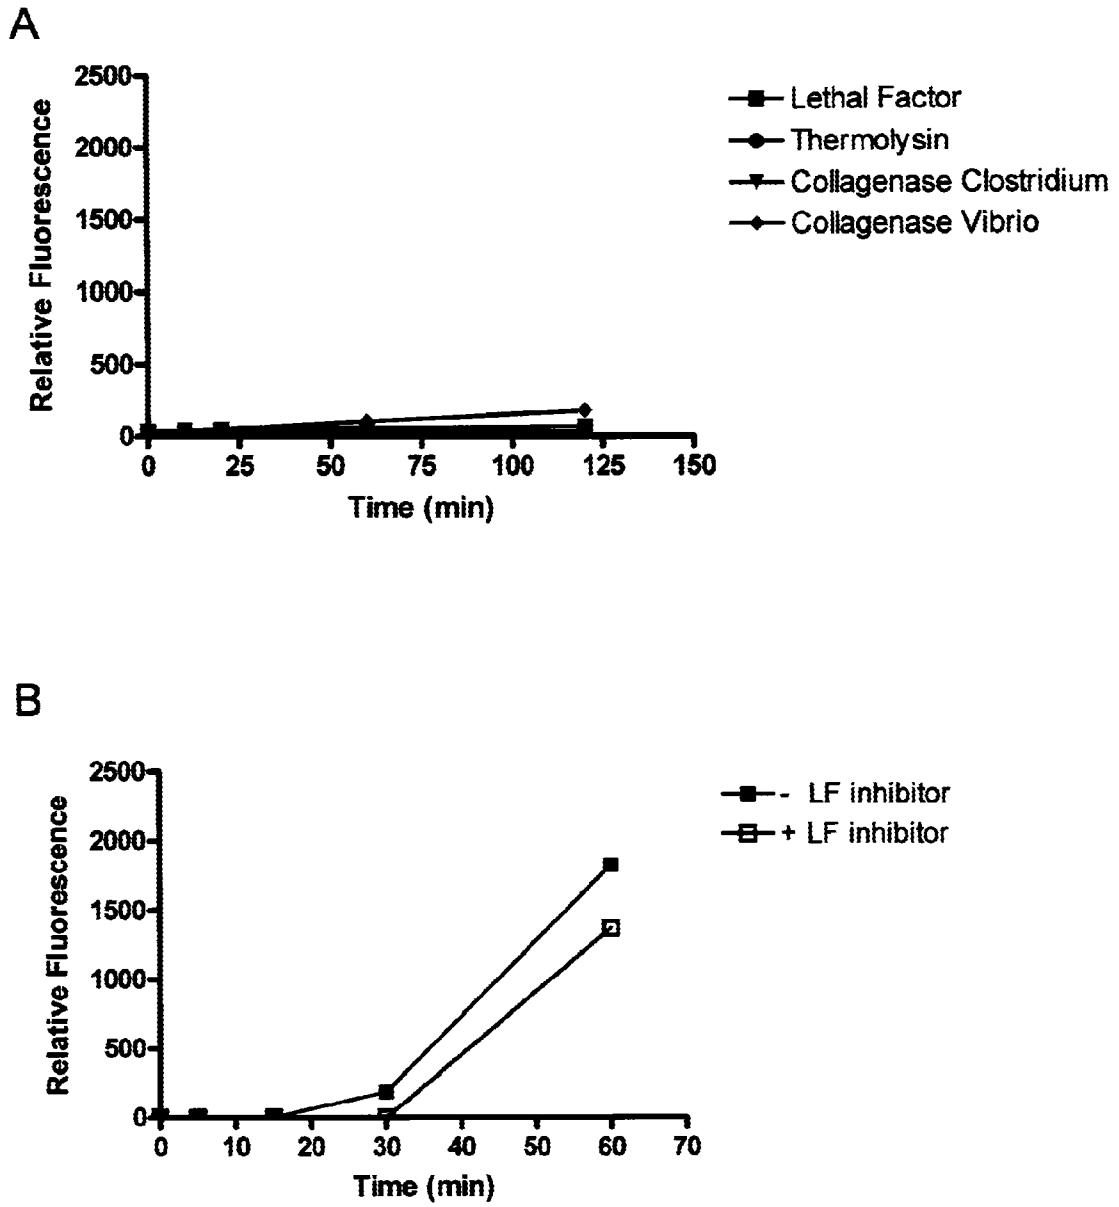 A
2500
2000
1500
1000
500
0
Relative Fluorescence
0 25 50 75 100 125 150
Time (min)
Lethal Factor
Thermolysin
Collagenase Clostridium
Collagenase Vibrio
B
2500
2000
1500
1000
500
0
Relative Fluorescence
0 10 20 30 40 50 60 70
Time (min)
- LF inhibitor
+ LF inhibitor